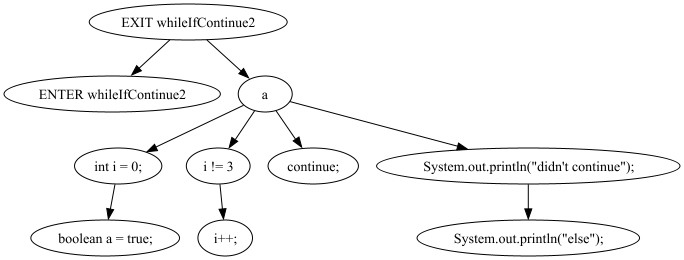 EXIT whileIfContinue2
ENTER whileIfContinue2
a
int i = 0;
i != 3
continue;
System.out.println("didn't continue");
boolean a = true;
i++;
System.out.println("else");